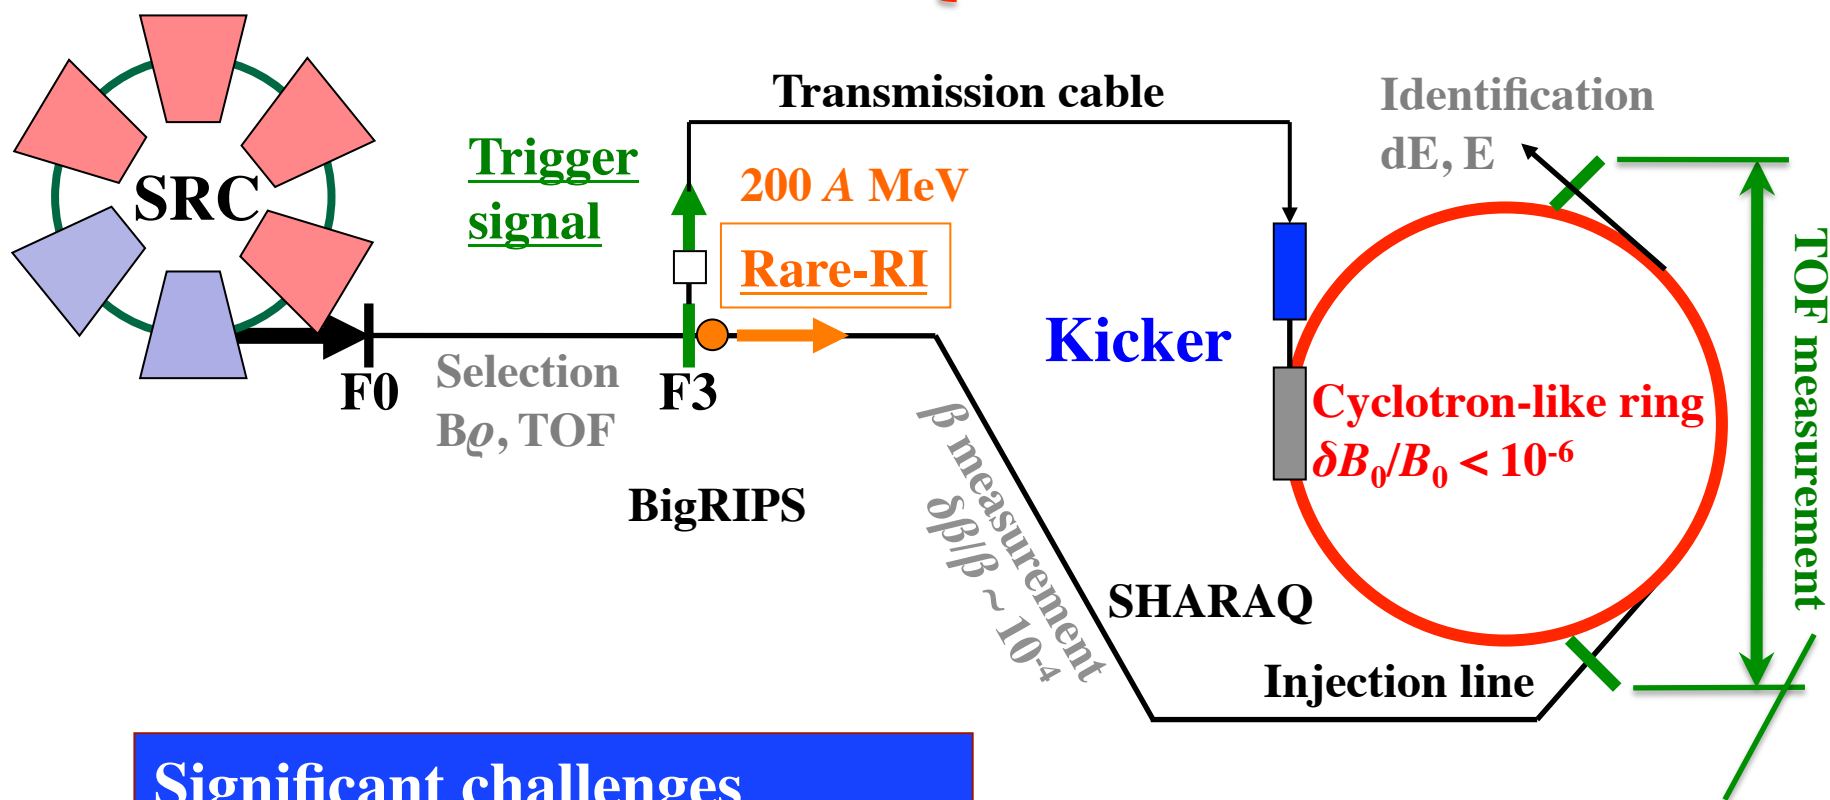 Transmission cable
Identification
dE, E
Trigger
signal
200 A MeV
SRC
Rare-RI
TOF measurement
Kicker
F0
Selection
Bϱ, TOF
F3
Cyclotron-like ring
δB₀/B₀ < 10⁻⁶
β measurement
δβ/β ~ 10⁻⁴
BigRIPS
SHARAQ
Injection line
Significant challenges